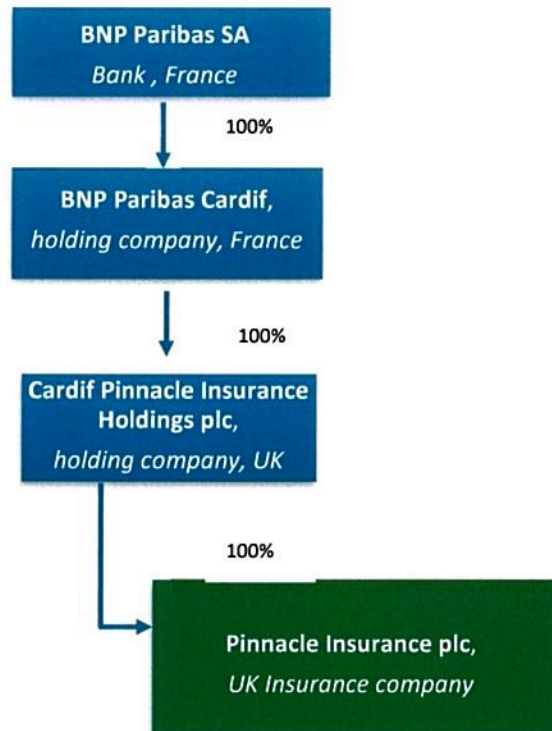 BNP Paribas SA
Bank , France
100%
BNP Paribas Cardif,
holding company, France
100%
Cardif Pinnacle Insurance
Holdings plc,
holding company, UK
100%
Pinnacle Insurance plc,
UK Insurance company